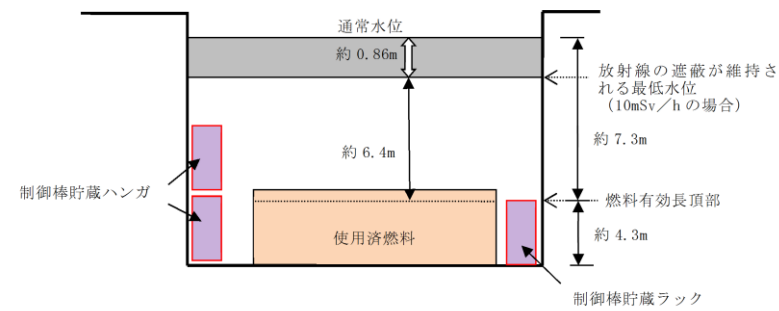 通常水位
約 0.86m
放射線の遮蔽が維持さ
れる最低水位
（10mSv／h の場合）
約 7.3m
約 6.4m
制御棒貯蔵ハンガ
燃料有効長頂部
使用済燃料
約 4.3m
制御棒貯蔵ラック